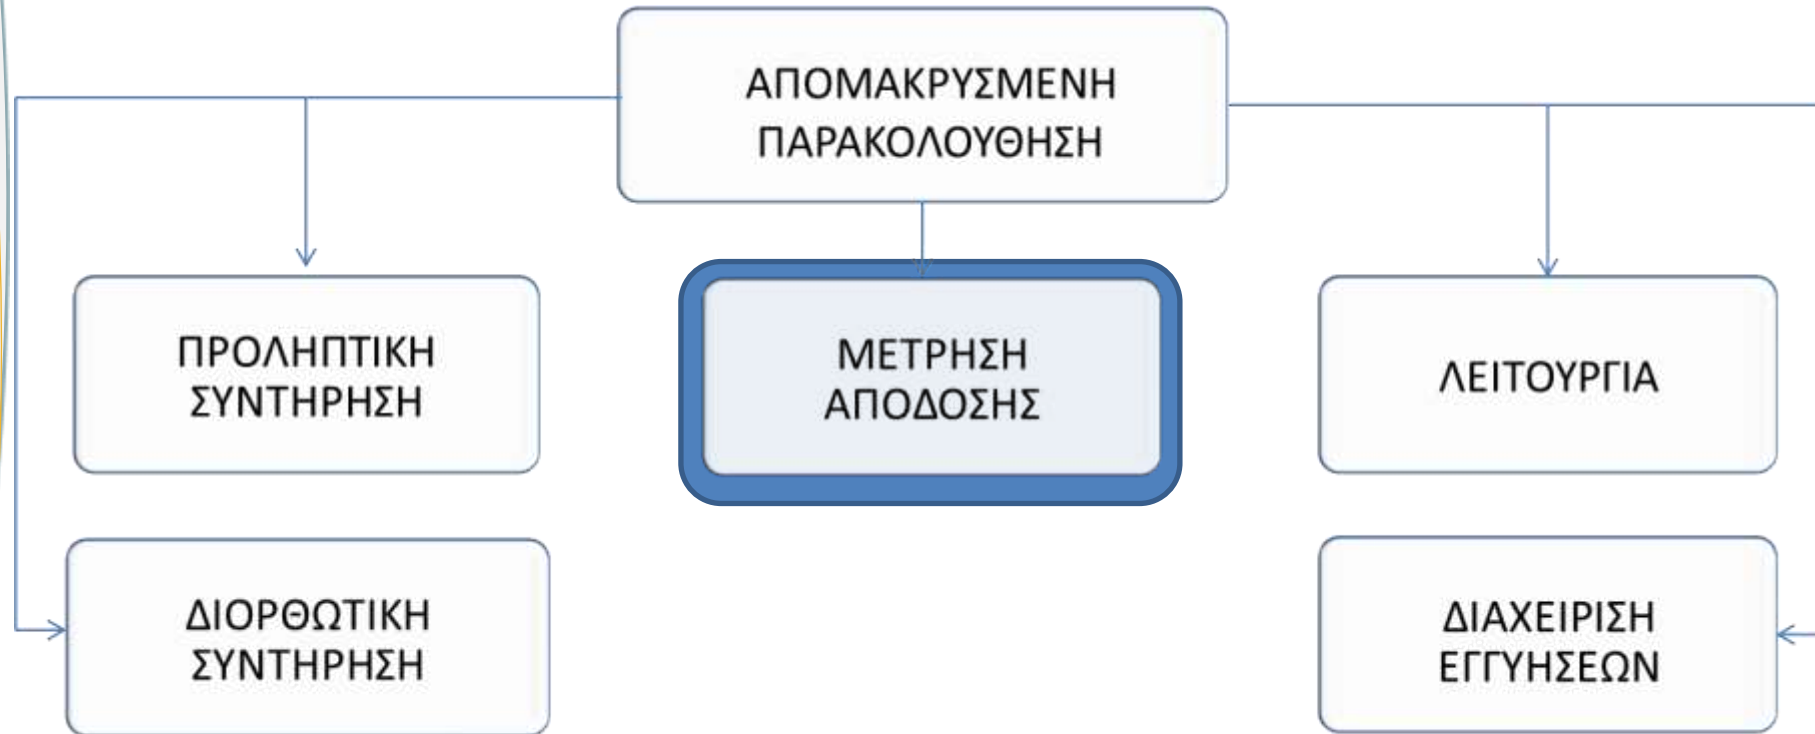 ΑΠΟΜΑΚΡΥΣΜΕΝΗ
ΠΑΡΑΚΟΛΟΥΘΗΣΗ
ΠΡΟΛΗΠΤΙΚΗ
ΣΥΝΤΗΡΗΣΗ
ΜΕΤΡΗΣΗ
ΑΠΟΔΟΣΗΣ
ΛΕΙΤΟΥΡΓΙΑ
ΔΙΟΡΘΩΤΙΚΗ
ΣΥΝΤΗΡΗΣΗ
ΔΙΑΧΕΙΡΙΣΗ
ΕΓΓΥΗΣΕΩΝ